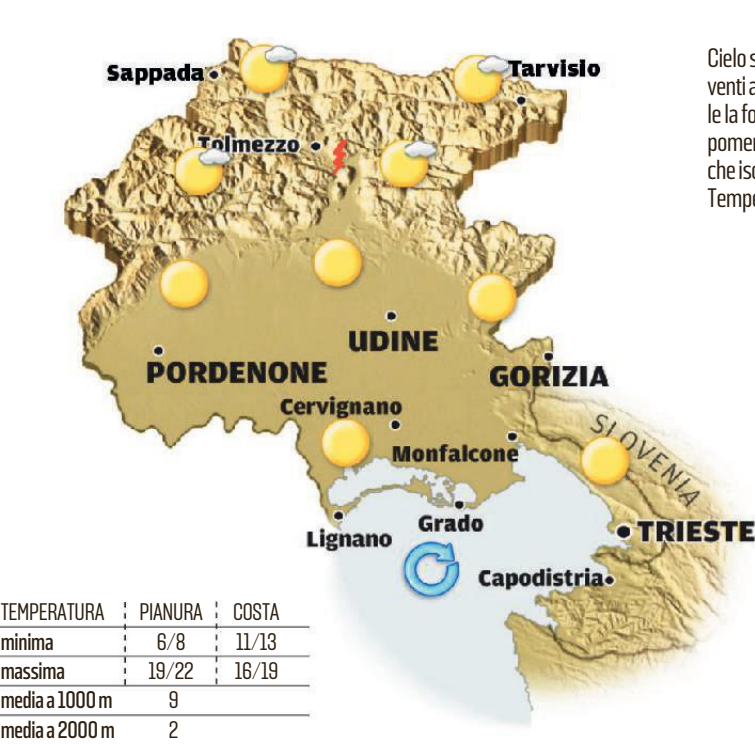 Cielo s
venti a
le la fo
pomer
che iso
Tempe
Sappada
Tarvisio
Tolmezzo
UDINE
PORDENONE
GORIZIA
Cervignano
SLOVENIA
Monfalcone
Grado
Lignano
TRIESTE
Capodistria
TEMPERATURA PIANURA COSTA
minima 6/8 11/13
massima 19/22 16/19
media a 1000 m 9
media a 2000 m 2